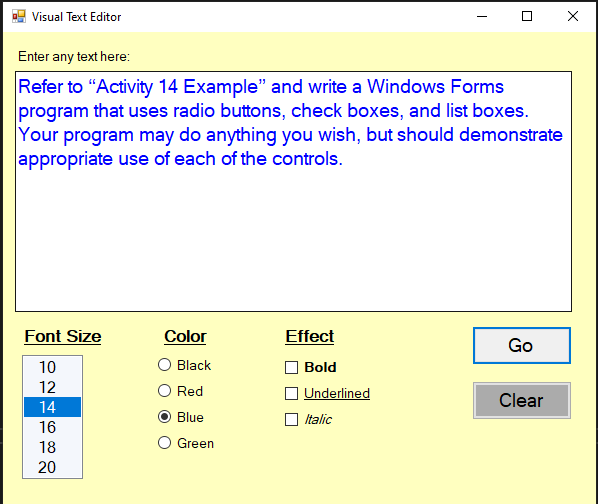 Visual Text Editor
Enter any text here:
Refer to “Activity 14 Example” and write a Windows Forms
program that uses radio buttons, check boxes, and list boxes.
Your program may do anything you wish, but should demonstrate
appropriate use of each of the controls.
Font Size
10
12
14
16
18
20
Color
Black
Red
Blue
Green
Effect
Bold
Underlined
Italic
Go
Clear